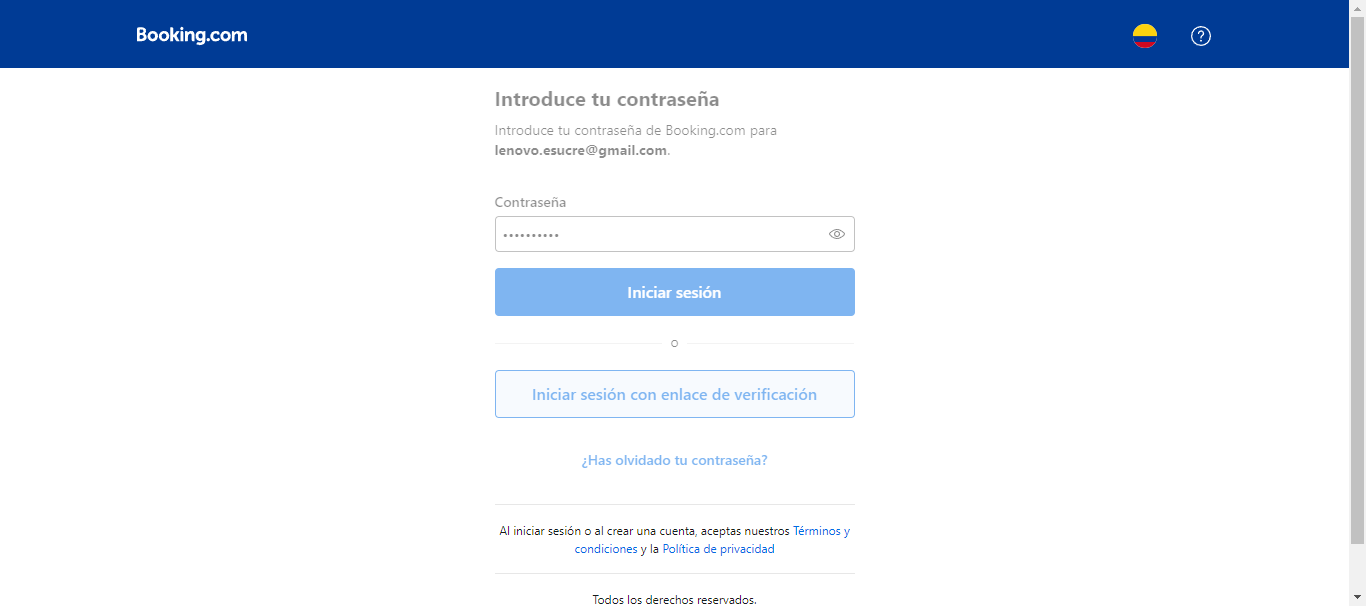 Booking.com
Introduce tu contraseña
Introduce tu contraseña de Booking.com para
lenovo.esucre@gmail.com.
Contraseña
••••••••••
Iniciar sesión
O
Iniciar sesión con enlace de verificación
¿Has olvidado tu contraseña?
Al iniciar sesión o al crear una cuenta, aceptas nuestros Términos y
condiciones y la Política de privacidad
Todos los derechos reservados.